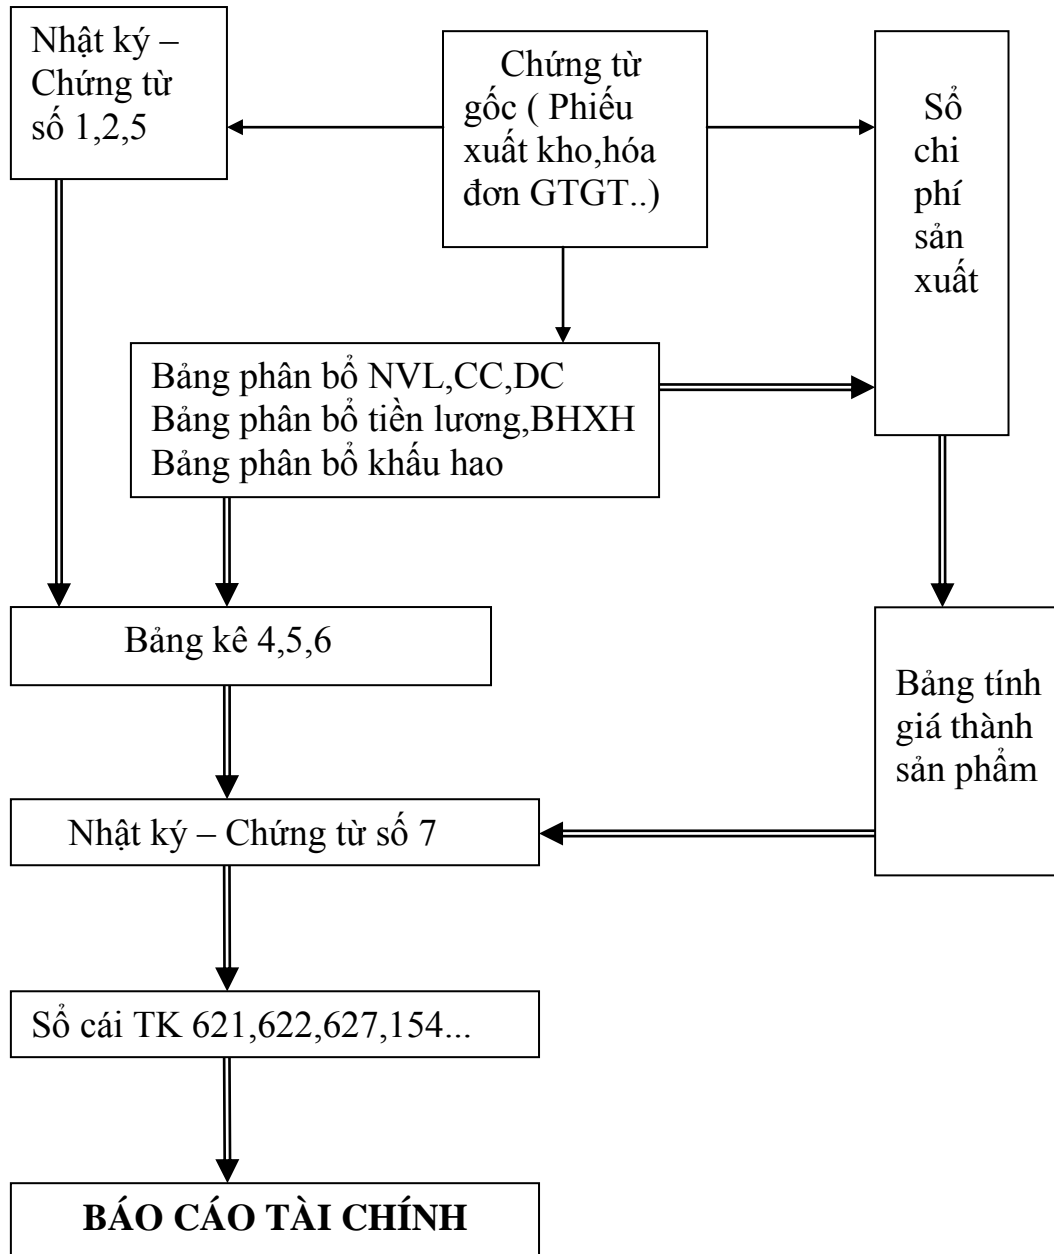 Nhật ký –
Chứng từ
số 1,2,5
Chứng từ
gốc ( Phiếu
xuất kho,hóa
đơn GTGT..)
Sổ
chi
phí
sản
xuất
Bảng phân bổ NVL,CC,DC
Bảng phân bổ tiền lương,BHXH
Bảng phân bổ khấu hao
Bảng kê 4,5,6
Bảng tính
giá thành
sản phẩm
Nhật ký – Chứng từ số 7
Sổ cái TK 621,622,627,154...
BÁO CÁO TÀI CHÍNH